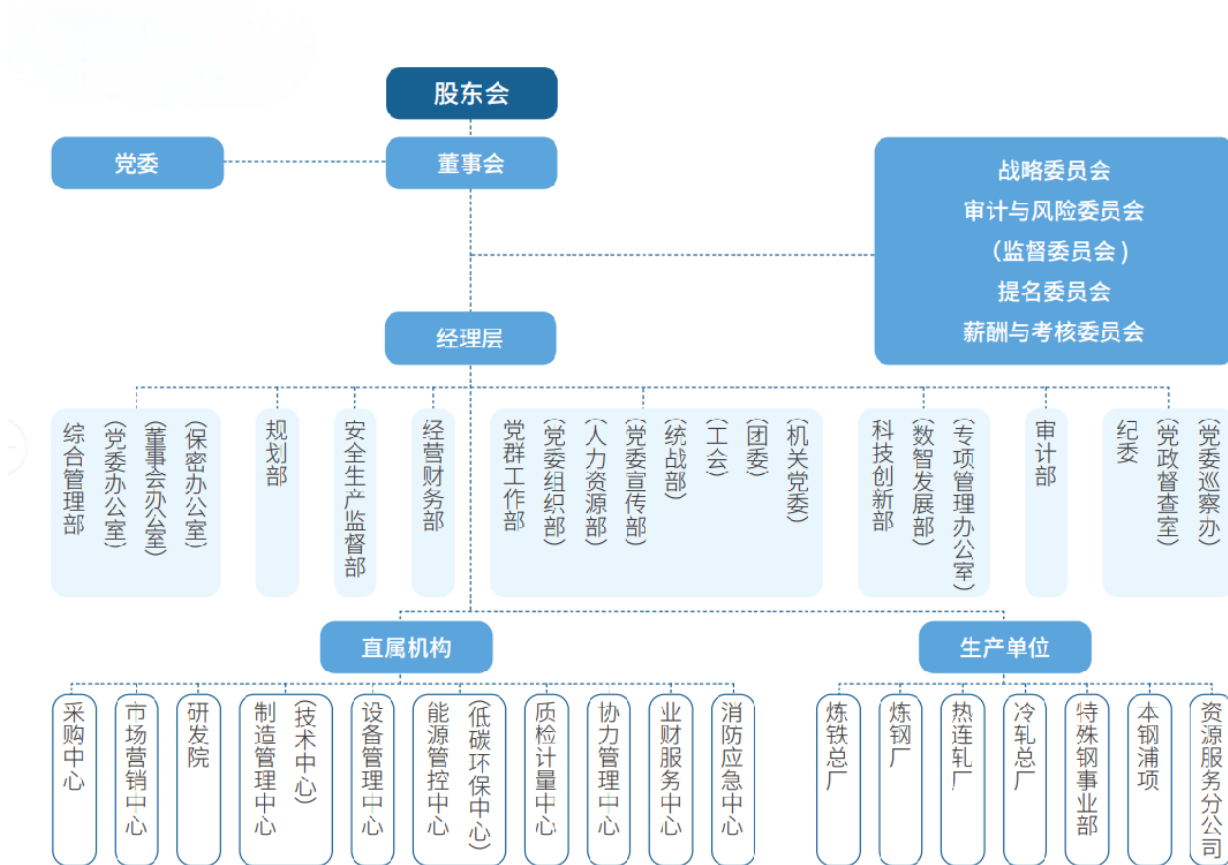 股东会
党委
董事会
战略委员会
审计与风险委员会
（监督委员会）
提名委员会
薪酬与考核委员会
经理层
综合管理部
（党委办公室）
（董事会办公室）
（保密办公室）
规划部
安全生产监督部
经营财务部
党群工作部
（党委组织部）
（人力资源部）
（党委宣传部）
（统战部）
（工会）
（团委）
（机关党委）
科技创新部
（数智发展部）
（专项管理办公室）
审计部
纪委
（党政督查室）
（党委巡察办）
直属机构
生产单位
采购中心
市场营销中心
研发院
制造管理中心
（技术中心）
设备管理中心
能源管控中心
（低碳环保中心）
质检计量中心
协力管理中心
业财服务中心
消防应急中心
炼铁总厂
炼钢厂
热连轧厂
冷轧总厂
特殊钢事业部
本钢浦项
资源服务分公司